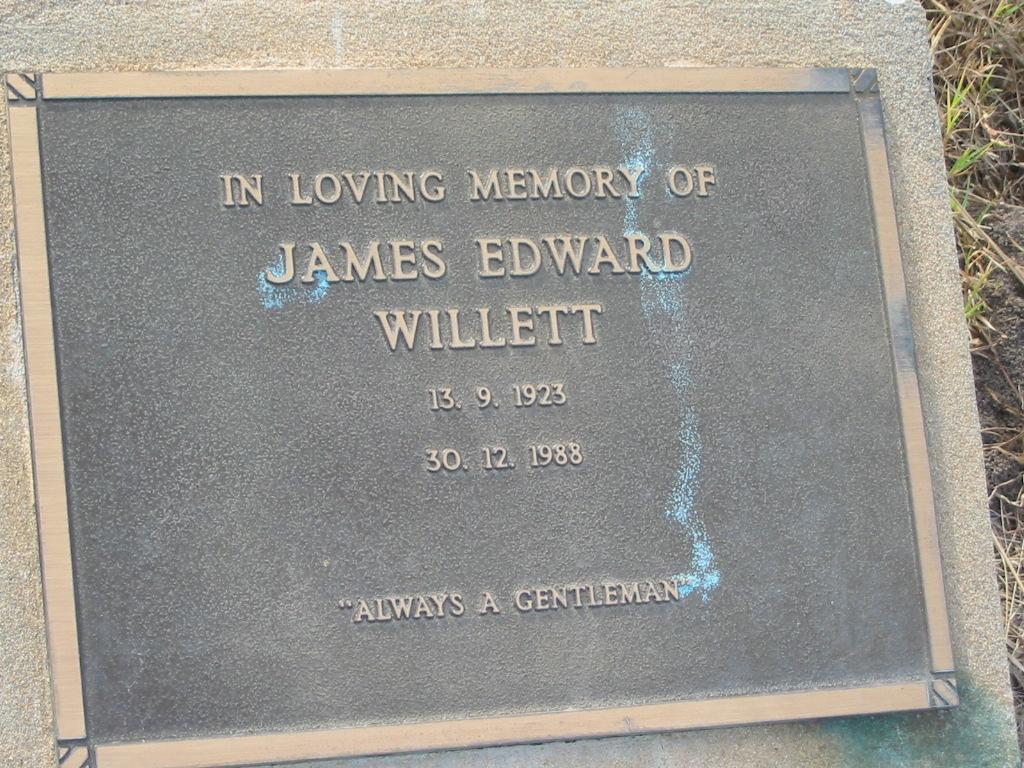 IN LOVING MEMORY OF
JAMES EDWARD
WILLETT
13. 9. 1923
30. 12. 1988
"ALWAYS A GENTLEMAN"